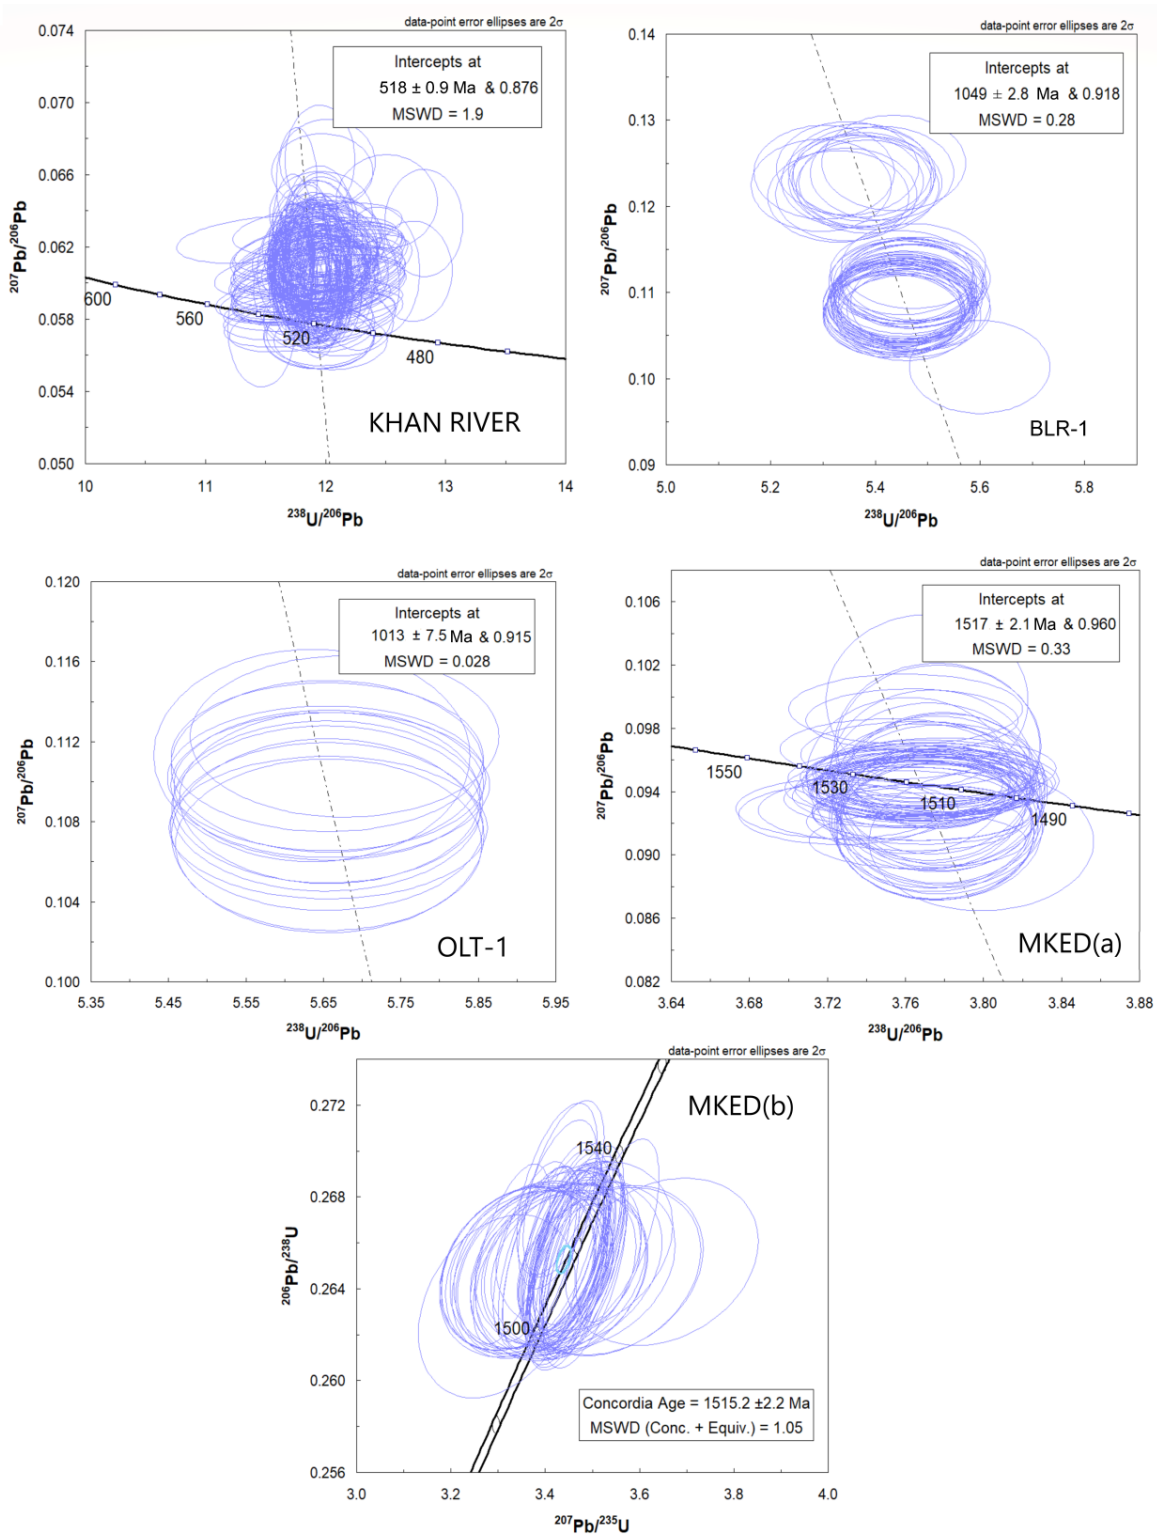 data-point error ellipses are 2σ
0.074
0.070
0.066
0.062
0.058
0.054
0.050
207Pb/206Pb
Intercepts at
518 ± 0.9 Ma & 0.876
MSWD = 1.9
600
560
520
480
KHAN RIVER
10 11 12 13 14
238U/206Pb
data-point error ellipses are 2σ
0.14
0.13
0.12
0.11
0.10
0.09
207Pb/206Pb
Intercepts at
1049 ± 2.8 Ma & 0.918
MSWD = 0.28
BLR-1
5.0 5.2 5.4 5.6 5.8
238U/206Pb
data-point error ellipses are 2σ
0.120
0.116
0.112
0.108
0.104
0.100
207Pb/206Pb
Intercepts at
1013 ± 7.5 Ma & 0.915
MSWD = 0.028
OLT-1
5.35 5.45 5.55 5.65 5.75 5.85 5.95
238U/206Pb
data-point error ellipses are 2σ
0.106
0.102
0.098
0.094
0.090
0.086
0.082
207Pb/206Pb
Intercepts at
1517 ± 2.1 Ma & 0.960
MSWD = 0.33
1550
1530
1510
1490
MKED(a)
3.64 3.68 3.72 3.76 3.80 3.84 3.88
238U/206Pb
data-point error ellipses are 2σ
0.272
0.268
0.264
0.260
0.256
206Pb/238U
MKED(b)
1540
1500
Concordia Age = 1515.2 ±2.2 Ma
MSWD (Conc. + Equiv.) = 1.05
3.0 3.2 3.4 3.6 3.8 4.0
207Pb/235U